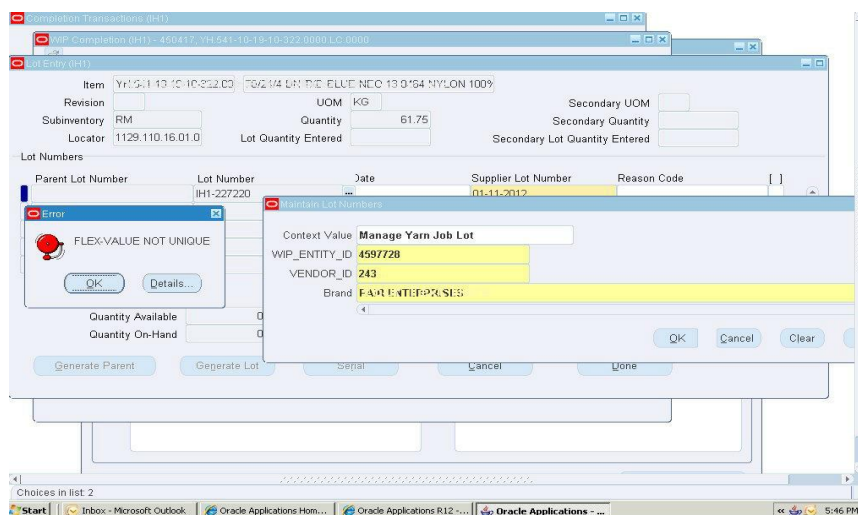 Completion Transactions (IH1)
WIP Completion (IH1) - 450417, YH.541-10-19-10-322.0000 LC 0000
Lot Entry (IH1)
Item
Revision UOM KG Secondary UOM
Subinventory RM Quantity 61.75 Secondary Quantity
Locator 1129.110.16.01.0 Lot Quantity Entered Secondary Lot Quantity Entered
Lot Numbers
Parent Lot Number Lot Number Date Supplier Lot Number Reason Code [ ]
IH1-227220 ... 01-11-2012
Error
FLEX-VALUE NOT UNIQUE
OK Details...
Maintain Lot Numbers
Context Value Manage Yarn Job Lot
WIP_ENTITY_ID 4597728
VENDOR_ID 243
Brand ENTERPRISES
OK Cancel Clear
Quantity Available 0
Quantity On-Hand 0
Generate Parent Generate Lot Serial Cancel Done
Choices in list: 2
Start Inbox - Microsoft Outlook Oracle Applications Hom... Oracle Applications R12 -... Oracle Applications - ... 5:46 PM